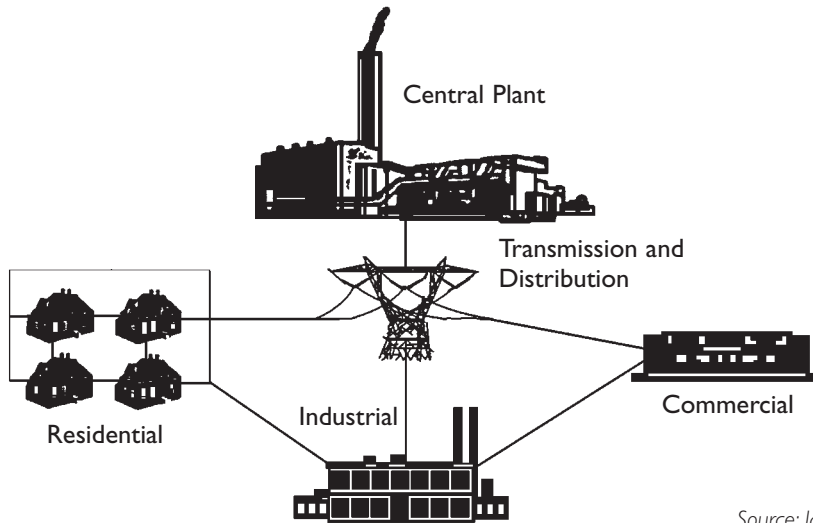 Central Plant
Transmission and
Distribution
Industrial
Commercial
Residential
Source: